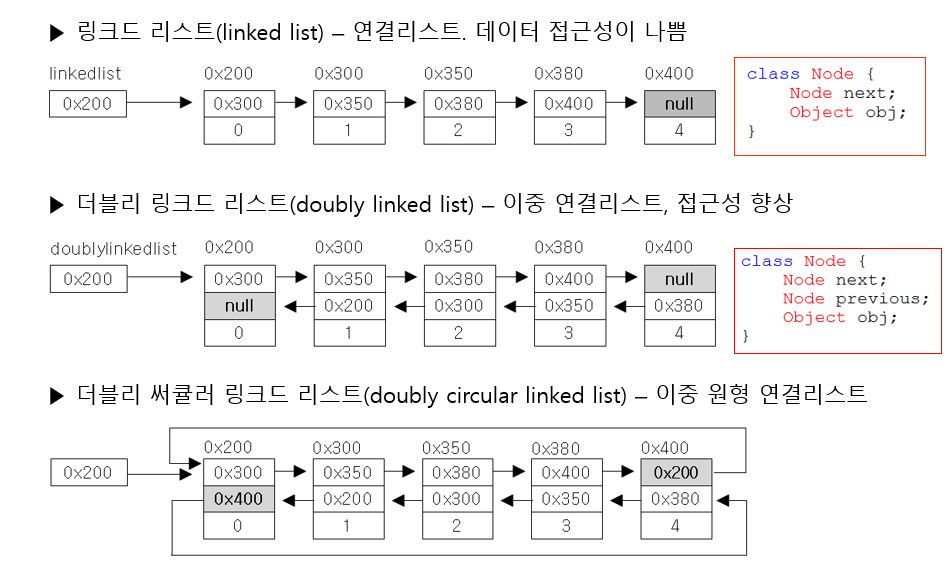 ▶ 링크드 리스트(linked list) – 연결리스트. 데이터 접근성이 나쁨
linkedlist 0x200 0x300 0x350 0x380 0x400
0x200 0x300 0x350 0x380 0x400 null
0 1 2 3 4
class Node {
Node next;
Object obj;
}
▶ 더블리 링크드 리스트(doubly linked list) – 이중 연결리스트, 접근성 향상
doublylinkedlist 0x200 0x300 0x350 0x380 0x400
0x200 0x300 0x350 0x380 0x400 null
null 0x200 0x300 0x350 0x380
0 1 2 3 4
class Node {
Node next;
Node previous;
Object obj;
}
▶ 더블리 써큘러 링크드 리스트(doubly circular linked list) – 이중 원형 연결리스트
0x200 0x300 0x350 0x380 0x400
0x200 0x300 0x350 0x380 0x400 0x200
0x400 0x200 0x300 0x350 0x380
0 1 2 3 4